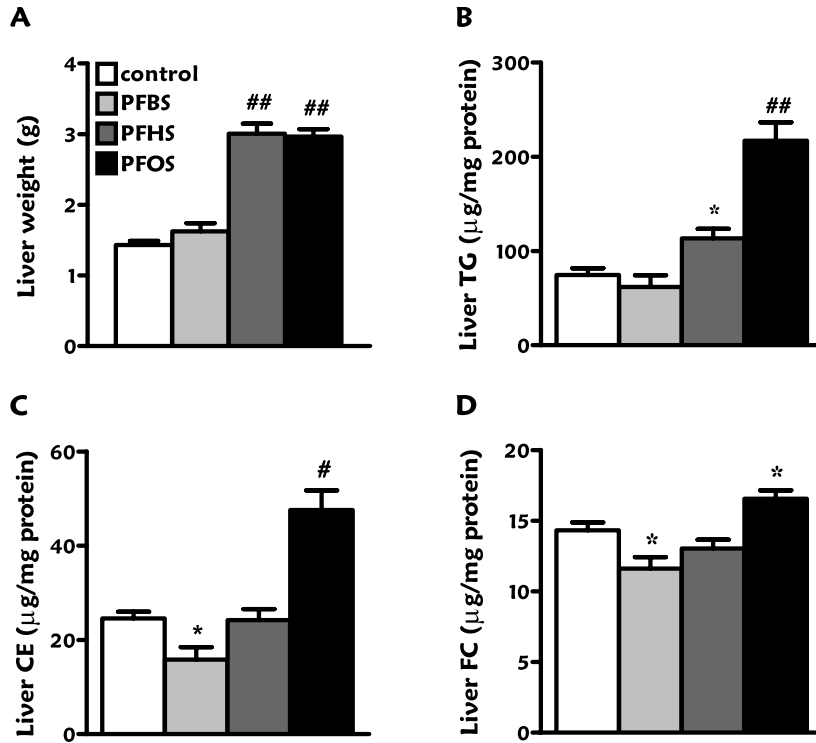 A
Liver weight (g)
4
3
2
1
0
control
PFBS
PFHS
PFOS
##
##
B
Liver TG (µg/mg protein)
300
200
100
0
*
##
C
Liver CE (µg/mg protein)
60
40
20
0
*
#
D
Liver FC (µg/mg protein)
20
15
10
5
0
*
*